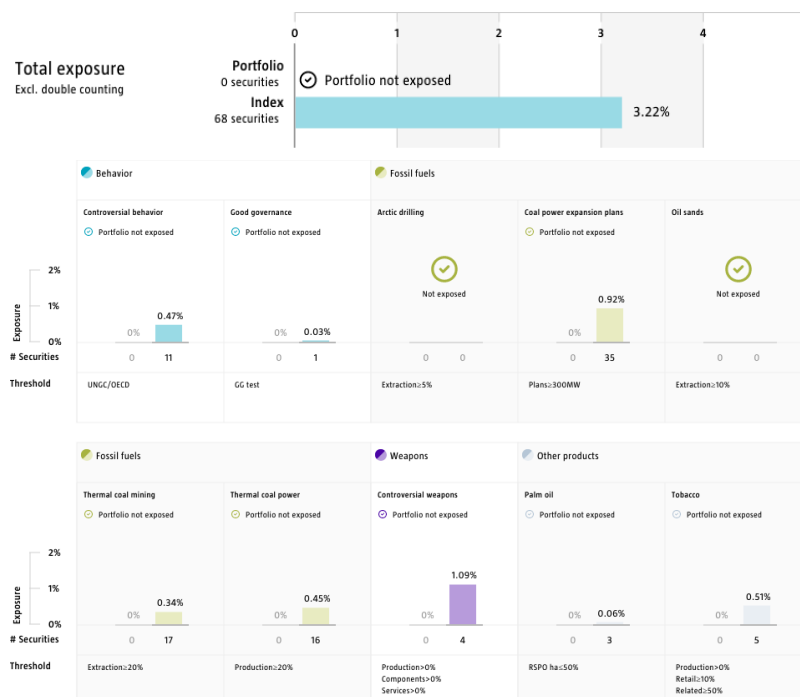 0 1 2 3 4
Total exposure
Excl. double counting
Portfolio
0 securities
Portfolio not exposed
Index
68 securities
3.22%
Behavior Fossil fuels
Controversial behavior Good governance Arctic drilling Coal power expansion plans Oil sands
Portfolio not exposed Portfolio not exposed Portfolio not exposed
Not exposed Not exposed
Exposure
2%
1%
0%
0% 0.47% 0% 0.03% 0% 0.92%
# Securities 0 11 0 1 0 0 0 35 0 0
Threshold UNGC/OECD GG test Extraction≥5% Plans≥300MW Extraction≥10%
Fossil fuels Weapons Other products
Thermal coal mining Thermal coal power Controversial weapons Palm oil Tobacco
Portfolio not exposed Portfolio not exposed Portfolio not exposed Portfolio not exposed Portfolio not exposed
Exposure
2%
1%
0%
0% 0.34% 0% 0.45% 0% 1.09% 0% 0.06% 0% 0.51%
# Securities 0 17 0 16 0 4 0 3 0 5
Threshold Extraction≥20% Production≥20% Production>0% RSPO ha≤50% Production>0%
Components>0% Retail≥10%
Services>0% Related≥50%